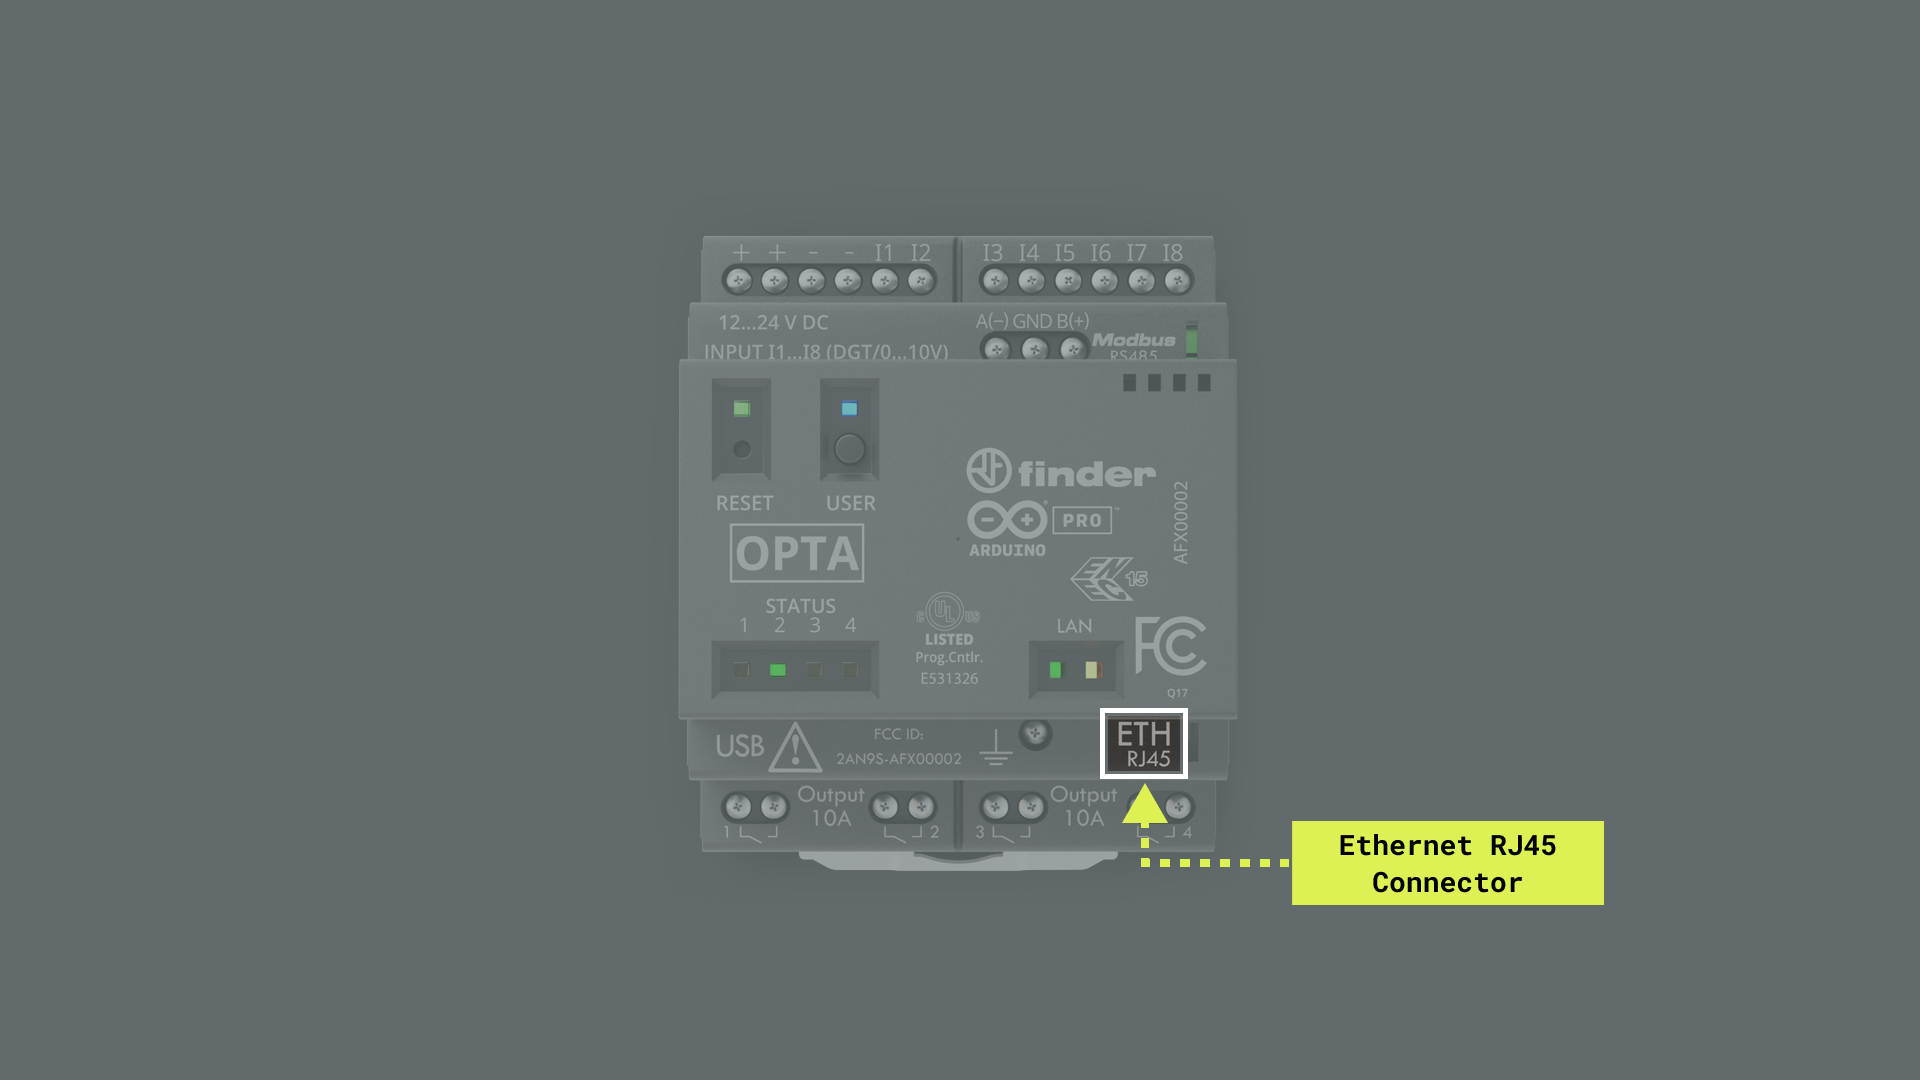 + + - - I1 I2 I3 I4 I5 I6 I7 I8
12...24 V DC
A(−) GND B(+)
Modbus
RS485
INPUT I1...I8 (DGT/0...10V)
RESET USER
finder
PRO
ARDUINO
AFX00002
OPTA
15
STATUS
1 2 3 4
C UL US
LISTED
Prog.Cntlr.
E531326
LAN
FC
Q17
USB
FCC ID:
2AN9S-AFX00002
ETH
RJ45
Output
10A
1 2
Output
10A
3 4
Ethernet RJ45
Connector